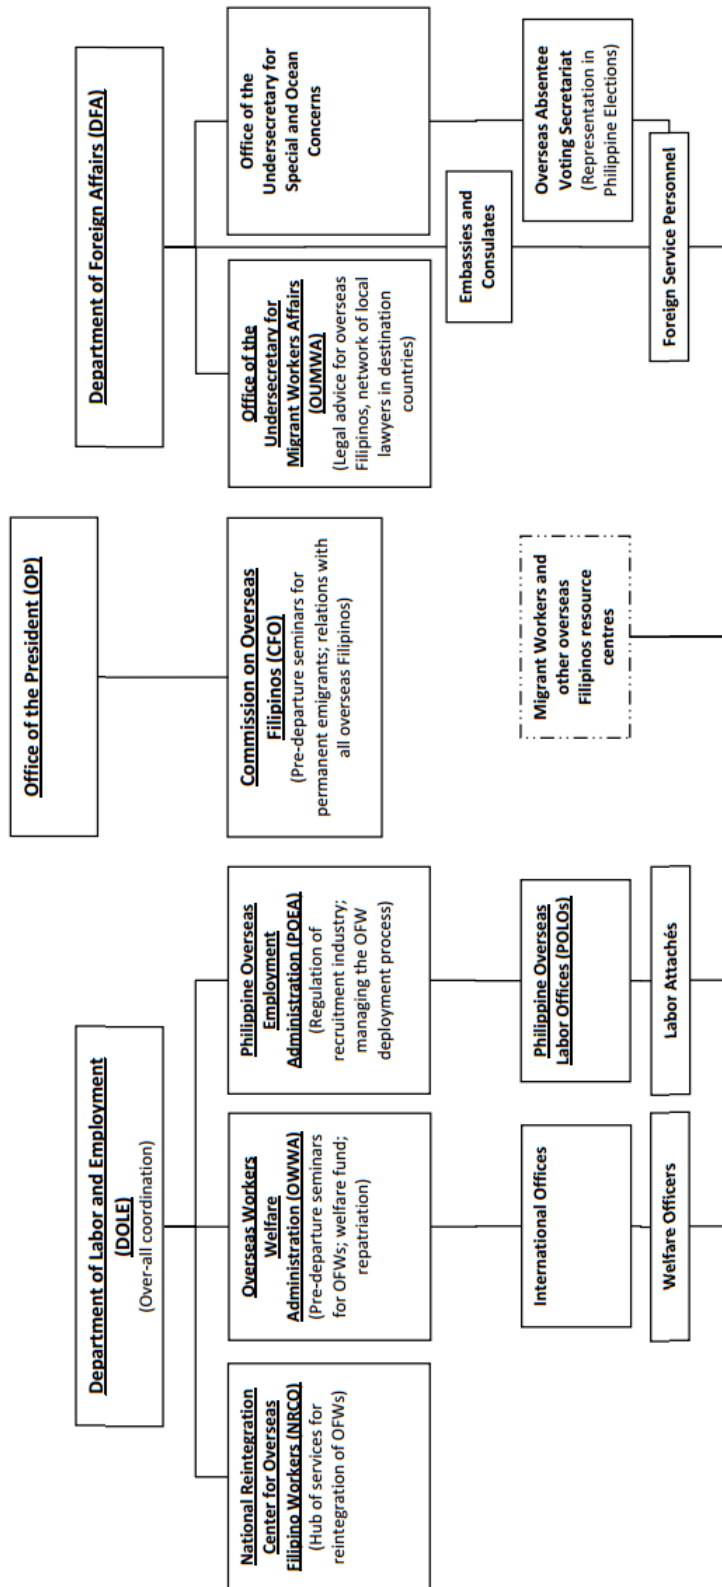 Office of the President (OP)
Department of Labor and Employment
(DOLE)
(Over-all coordination)
Department of Foreign Affairs (DFA)
National Reintegration
Center for Overseas
Filipino Workers (NRCO)
(Hub of services for
reintegration of OFWs)
Overseas Workers
Welfare
Administration (OWWA)
(Pre-departure seminars
for OFWs; welfare fund;
repatriation)
Philippine Overseas
Employment
Administration (POEA)
(Regulation of
recruitment industry;
managing the OFW
deployment process)
Commission on Overseas
Filipinos (CFO)
(Pre-departure seminars for
permanent emigrants; relations with
all overseas Filipinos)
Office of the
Undersecretary for
Migrant Workers Affairs
(OUMWA)
(Legal advice for overseas
Filipinos, network of local
lawyers in destination
countries)
Office of the
Undersecretary for
Special and Ocean
Concerns
Embassies and
Consulates
International Offices
Philippine Overseas
Labor Offices (POLOs)
Migrant Workers and
other overseas
Filipinos resource
centres
Overseas Absentee
Voting Secretariat
(Representation in
Philippine Elections)
Welfare Officers
Labor Attachés
Foreign Service Personnel